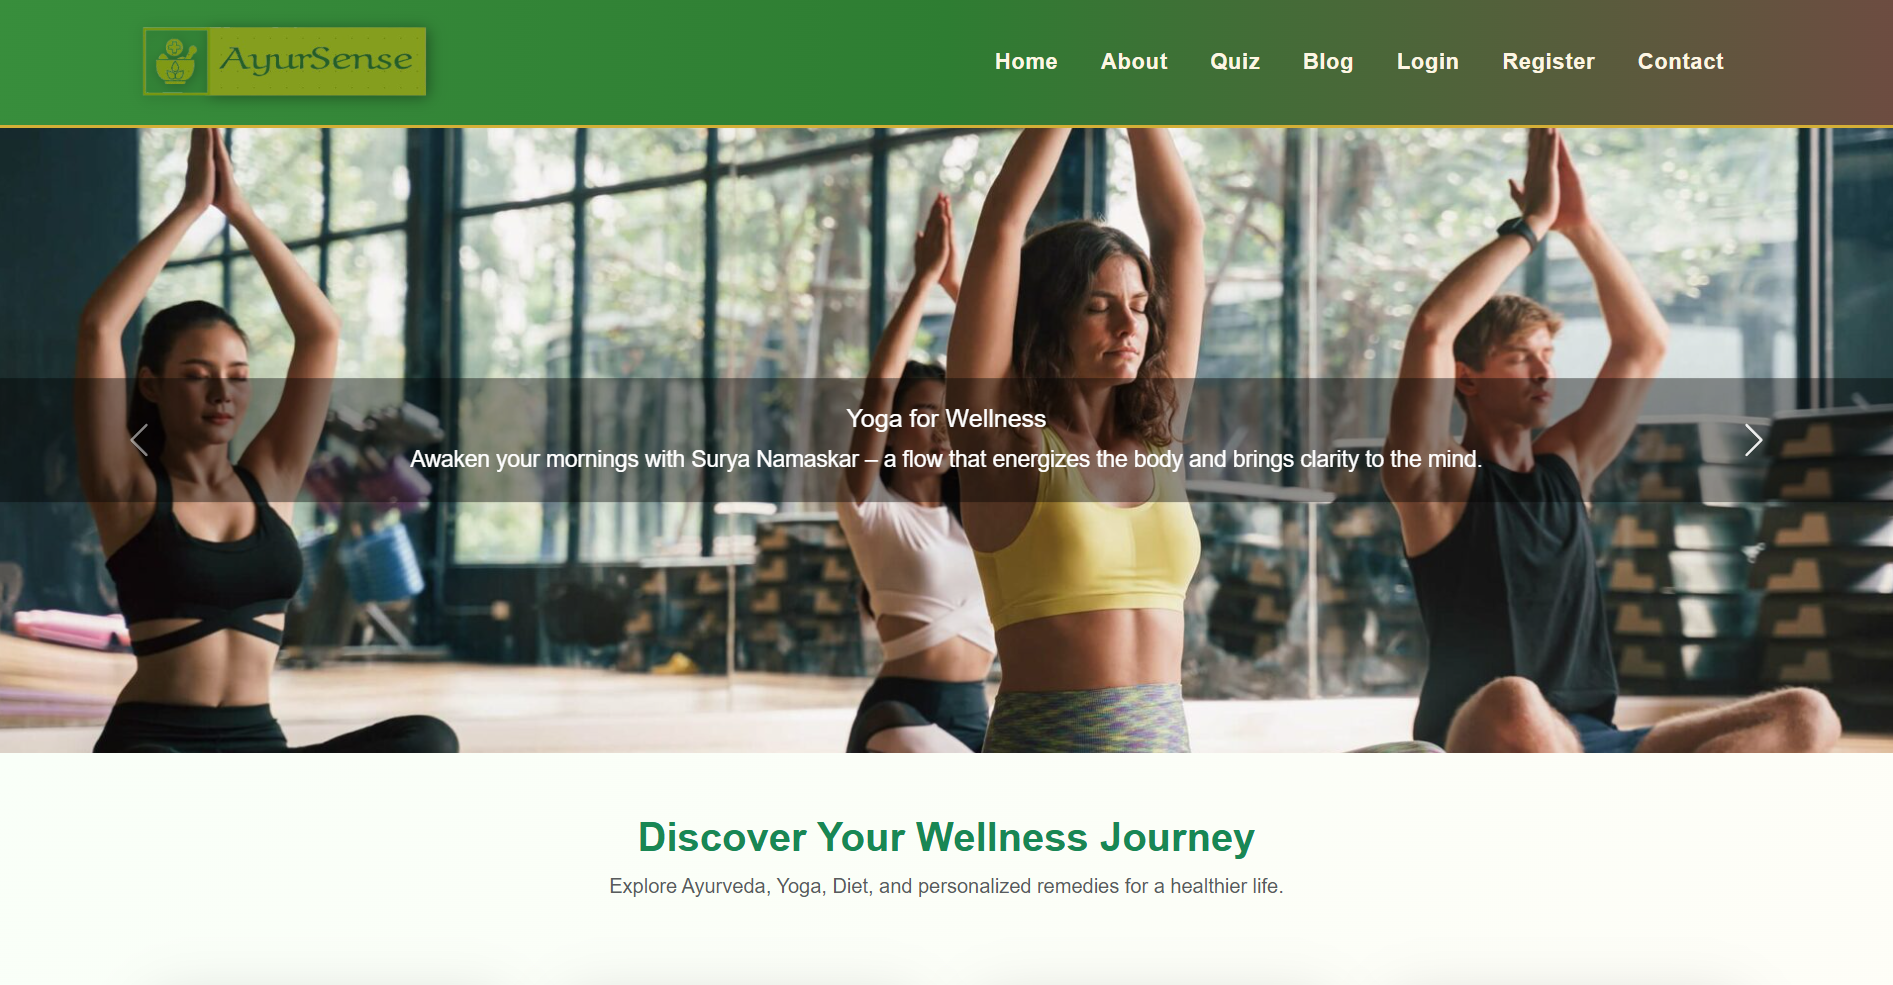 AyurSense
Home About Quiz Blog Login Register Contact
Yoga for Wellness
Awaken your mornings with Surya Namaskar – a flow that energizes the body and brings clarity to the mind.
Discover Your Wellness Journey
Explore Ayurveda, Yoga, Diet, and personalized remedies for a healthier life.